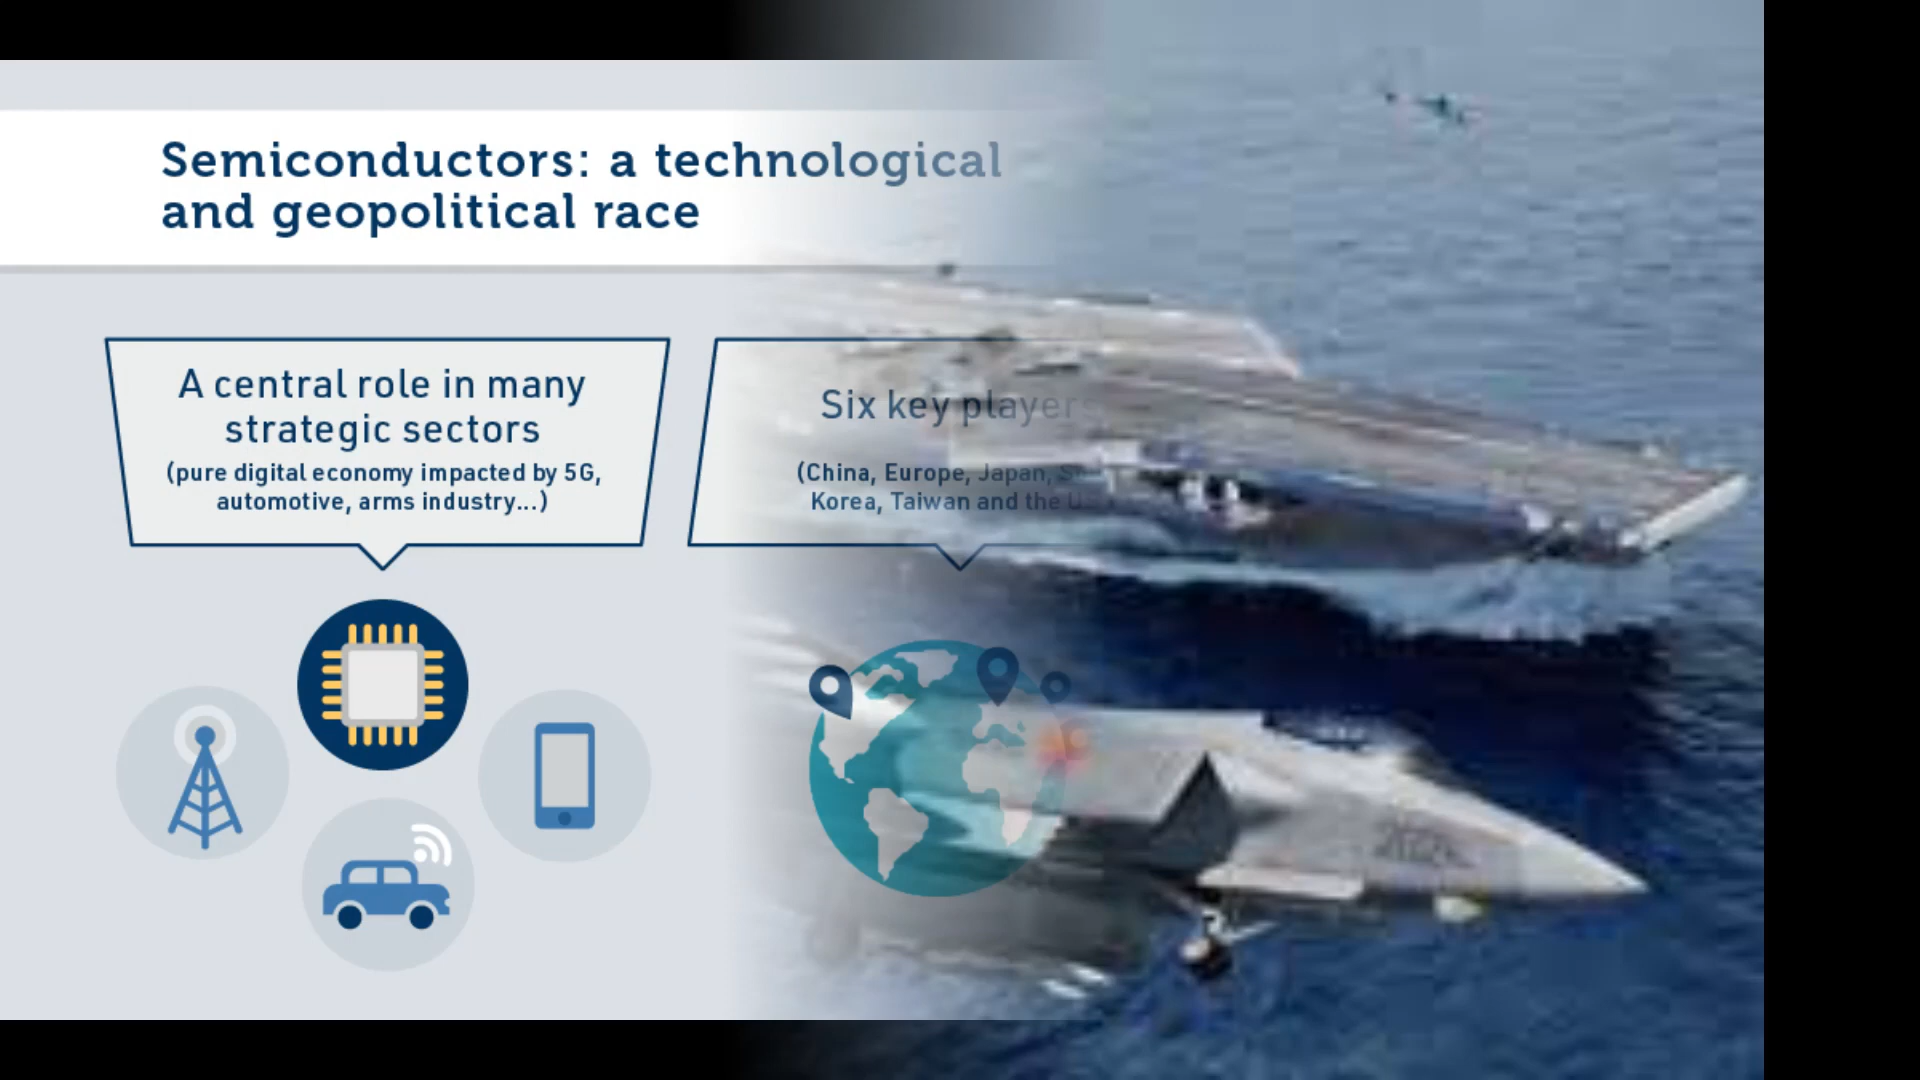 Semiconductors: a technological
and geopolitical race
A central role in many
strategic sectors
(pure digital economy impacted by 5G,
automotive, arms industry...)
Six key players
(China, Europe, Japan,
Korea, Taiwan and the